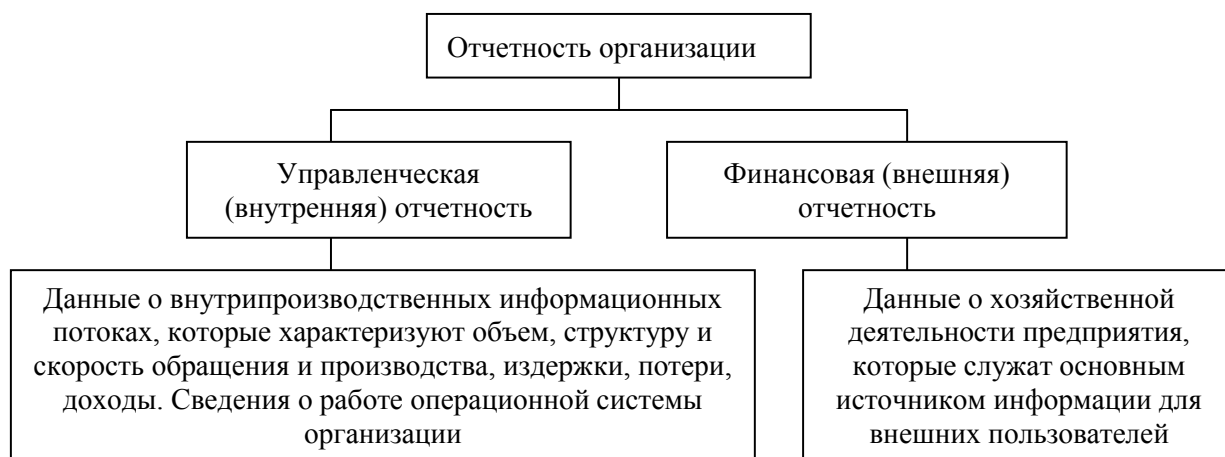 Отчетность организации
Управленческая
(внутренняя) отчетность
Финансовая (внешняя)
отчетность
Данные о внутрипроизводственных информационных
потоках, которые характеризуют объем, структуру и
скорость обращения и производства, издержки, потери,
доходы. Сведения о работе операционной системы
организации
Данные о хозяйственной
деятельности предприятия,
которые служат основным
источником информации для
внешних пользователей